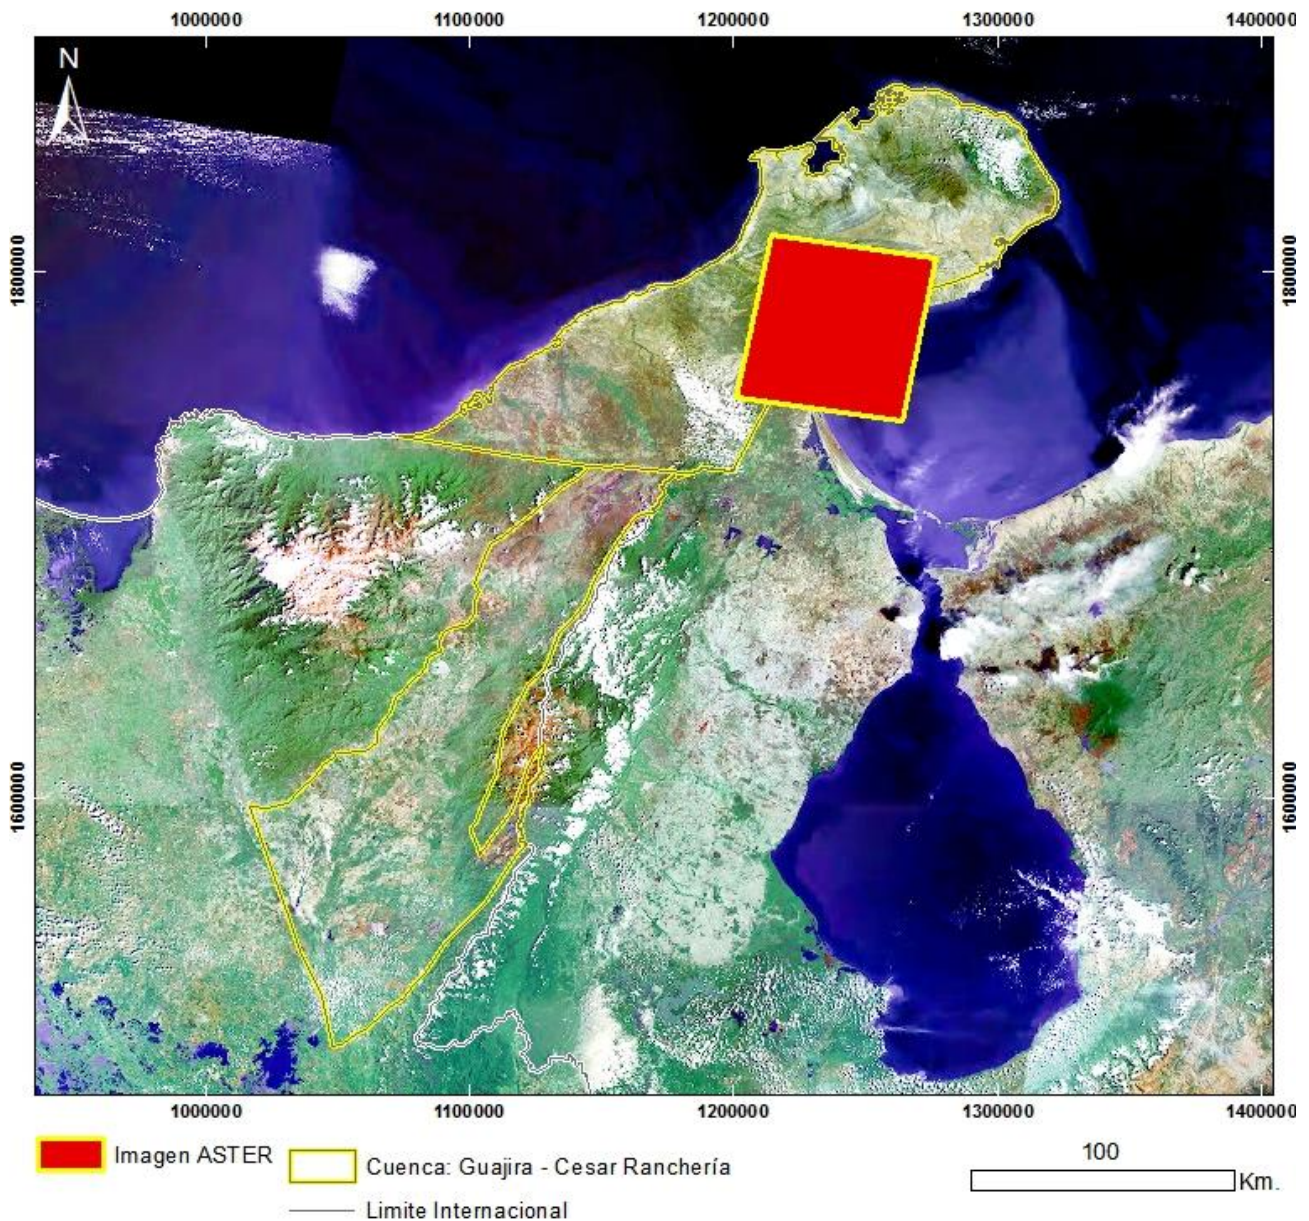 1000000 1100000 1200000 1300000 1400000
N
1800000 1800000
1600000 1600000
1000000 1100000 1200000 1300000 1400000
Imagen ASTER
Cuenca: Guajira - Cesar Ranchería
Limite Internacional
100
Km.